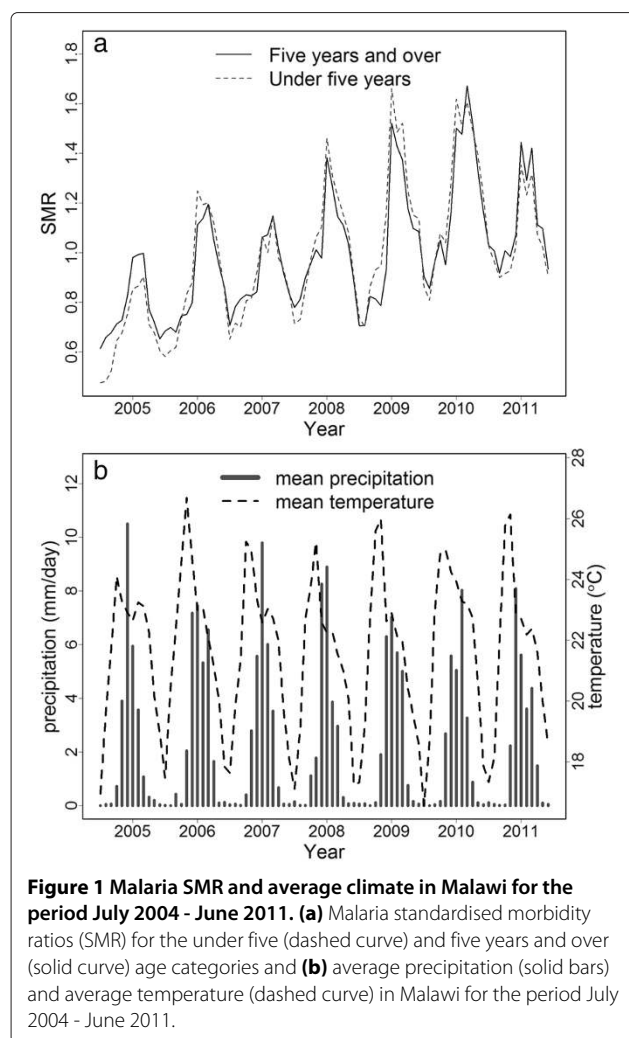 a
Five years and over
Under five years
SMR
1.8
1.6
1.4
1.2
1.0
0.8
0.6
2005 2006 2007 2008 2009 2010 2011
Year
b
mean precipitation
mean temperature
precipitation (mm/day)
12
10
8
6
4
2
0
temperature (°C)
28
26
24
22
20
18
2005 2006 2007 2008 2009 2010 2011
Year
Figure 1 Malaria SMR and average climate in Malawi for the
period July 2004 - June 2011. (a) Malaria standardised morbidity
ratios (SMR) for the under five (dashed curve) and five years and over
(solid curve) age categories and (b) average precipitation (solid bars)
and average temperature (dashed curve) in Malawi for the period July
2004 - June 2011.